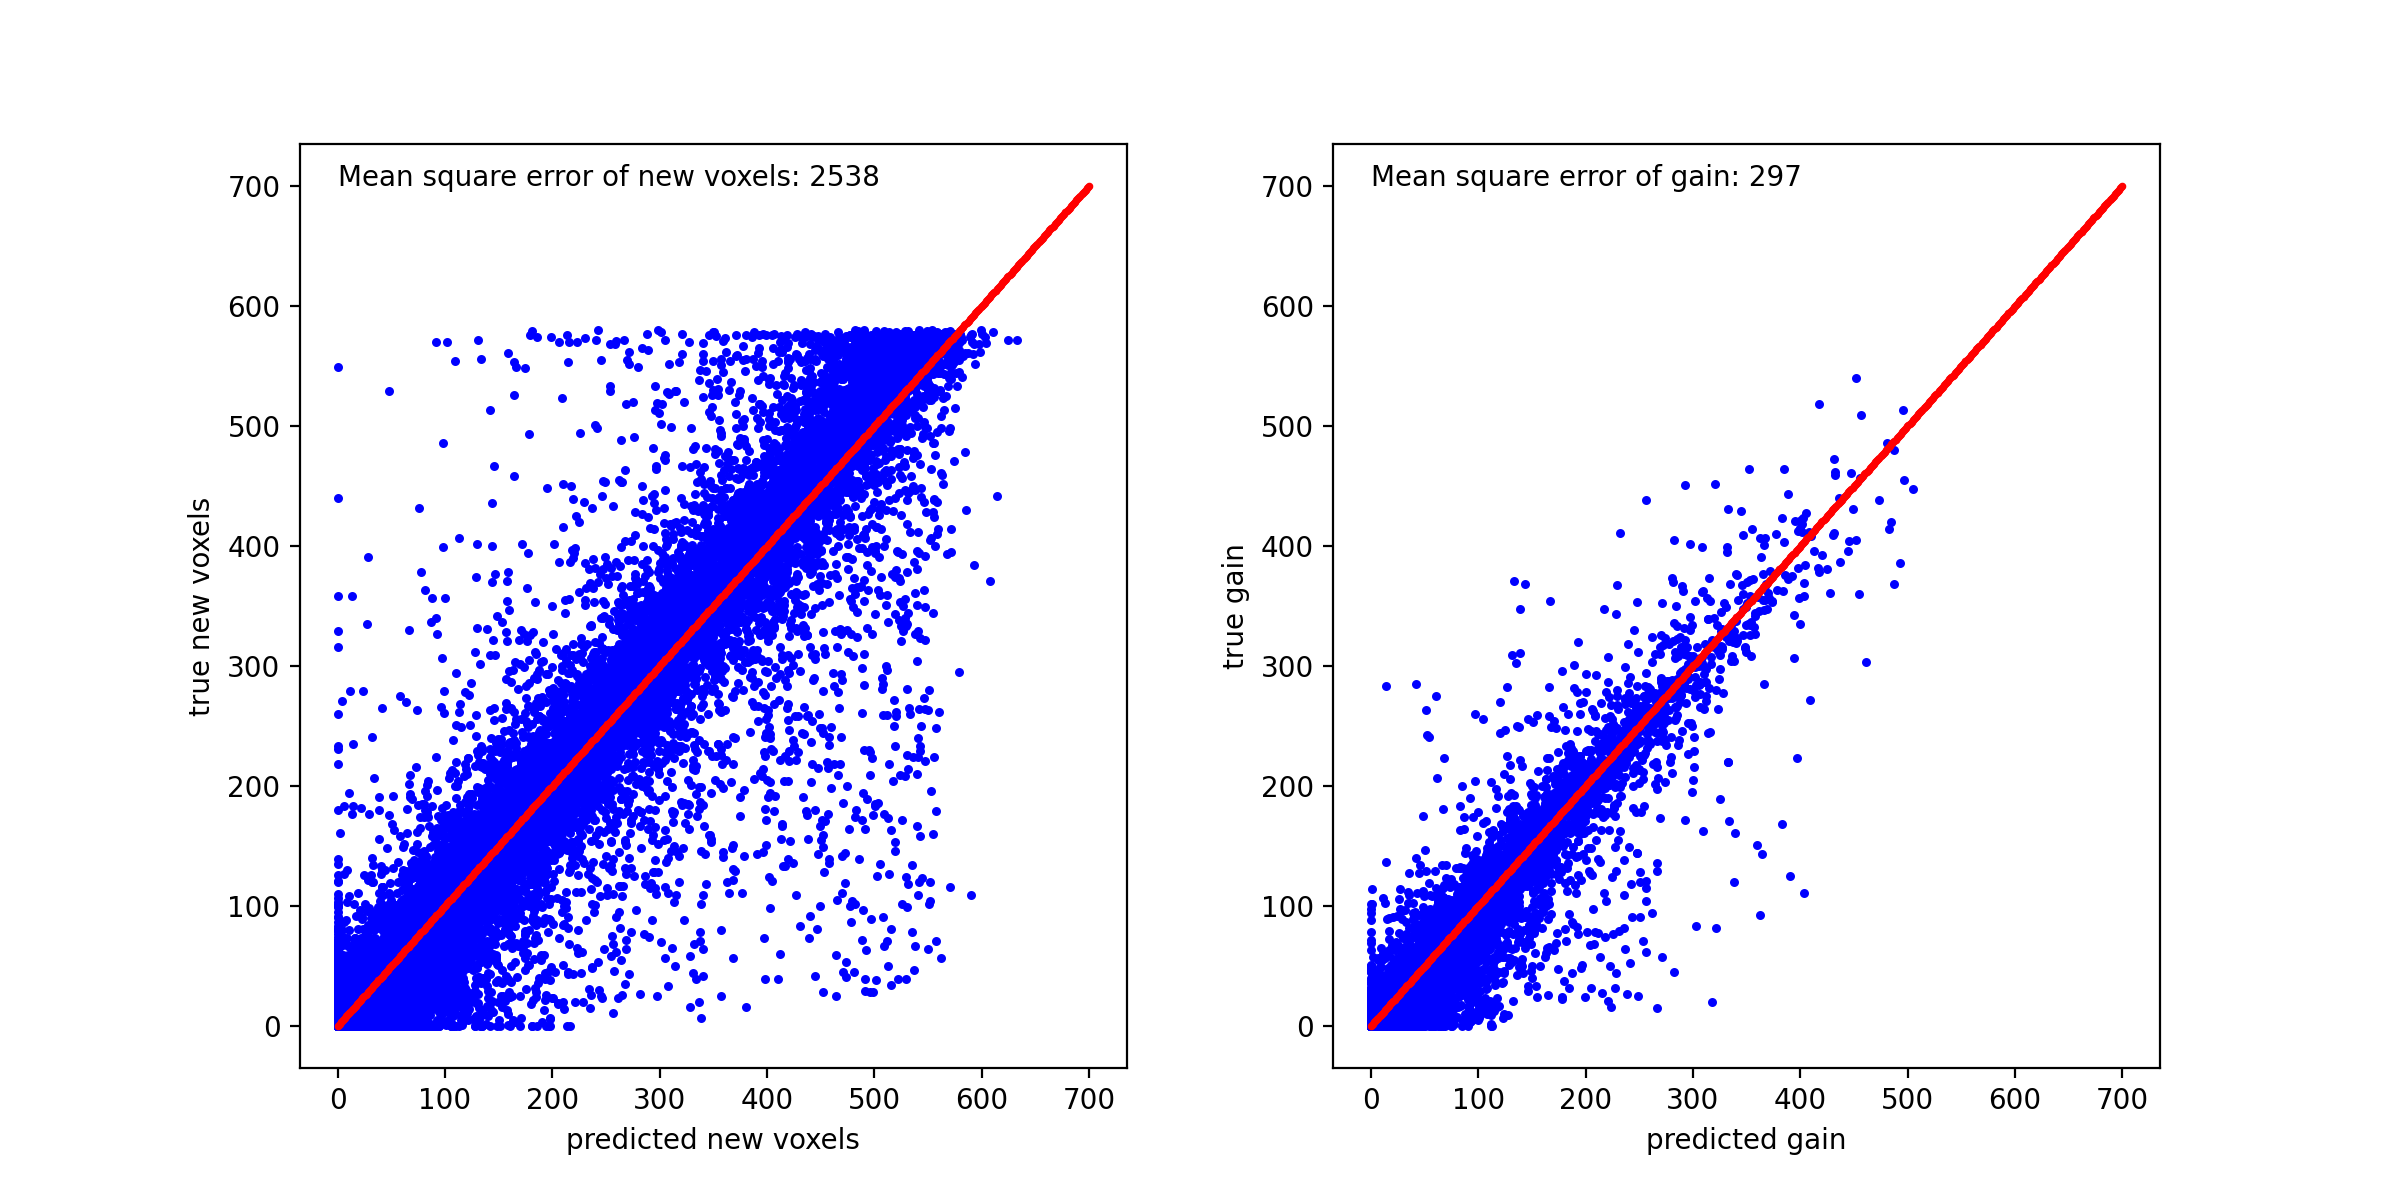 Mean square error of new voxels: 2538
700
600
500
400
300
200
100
0
true new voxels
0 100 200 300 400 500 600 700
predicted new voxels
Mean square error of gain: 297
700
600
500
400
300
200
100
0
true gain
0 100 200 300 400 500 600 700
predicted gain